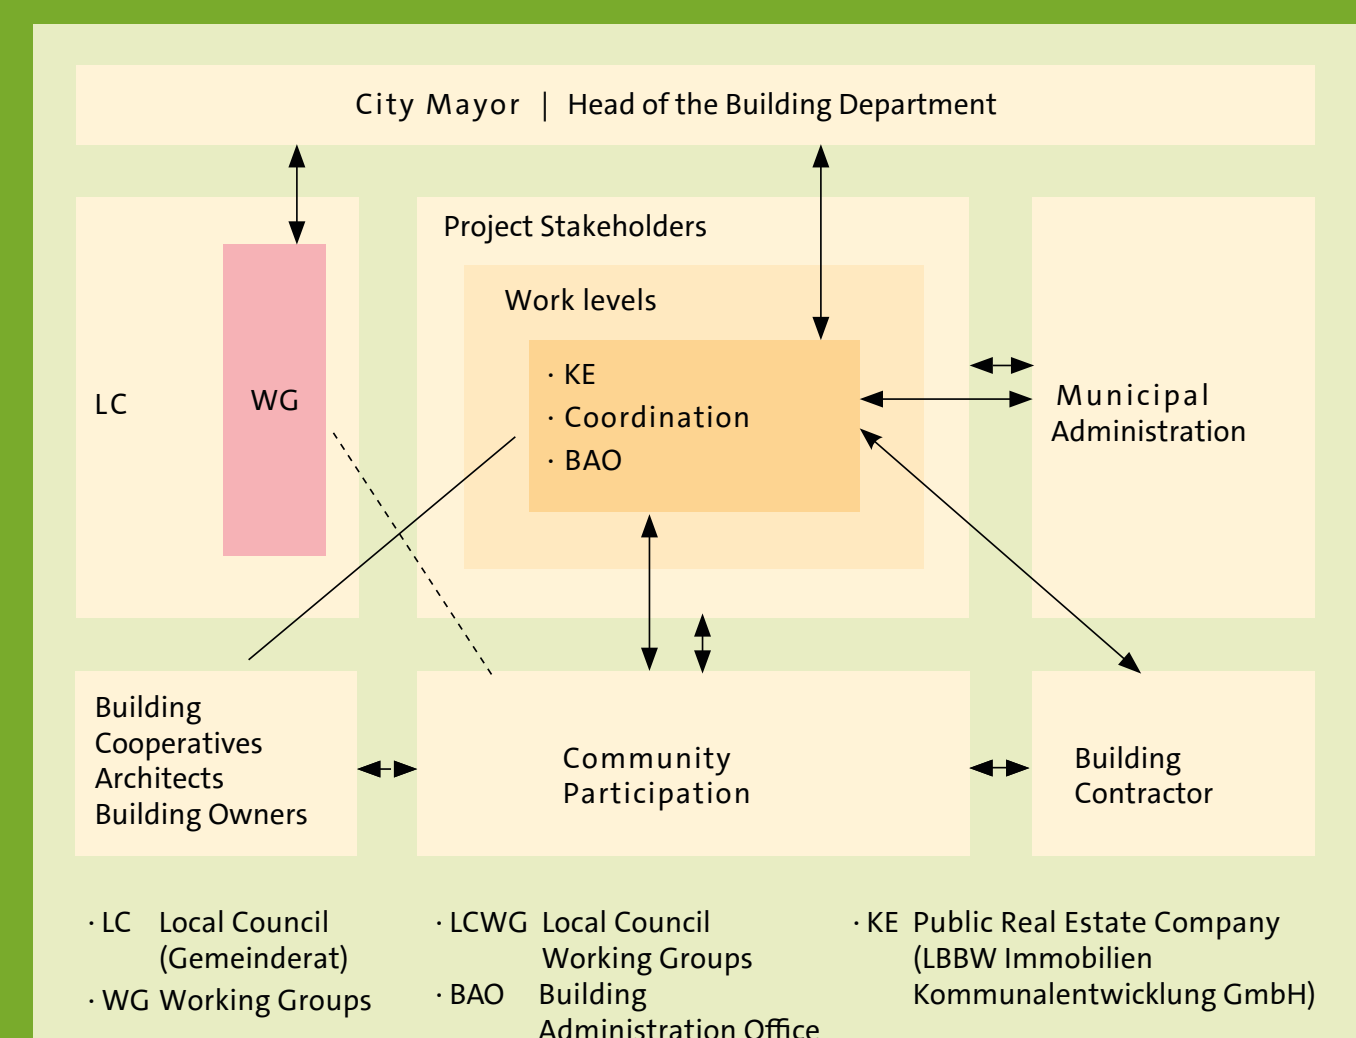 City Mayor | Head of the Building Department
Project Stakeholders
Work levels
· KE
· Coordination
· BAO
LC
WG
Municipal
Administration
Building
Cooperatives
Architects
Building Owners
Community
Participation
Building
Contractor
· LC Local Council
(Gemeinderat)
· WG Working Groups
· LCWG Local Council
Working Groups
· BAO Building
Administration Office
· KE Public Real Estate Company
(LBBW Immobilien
Kommunalentwicklung GmbH)